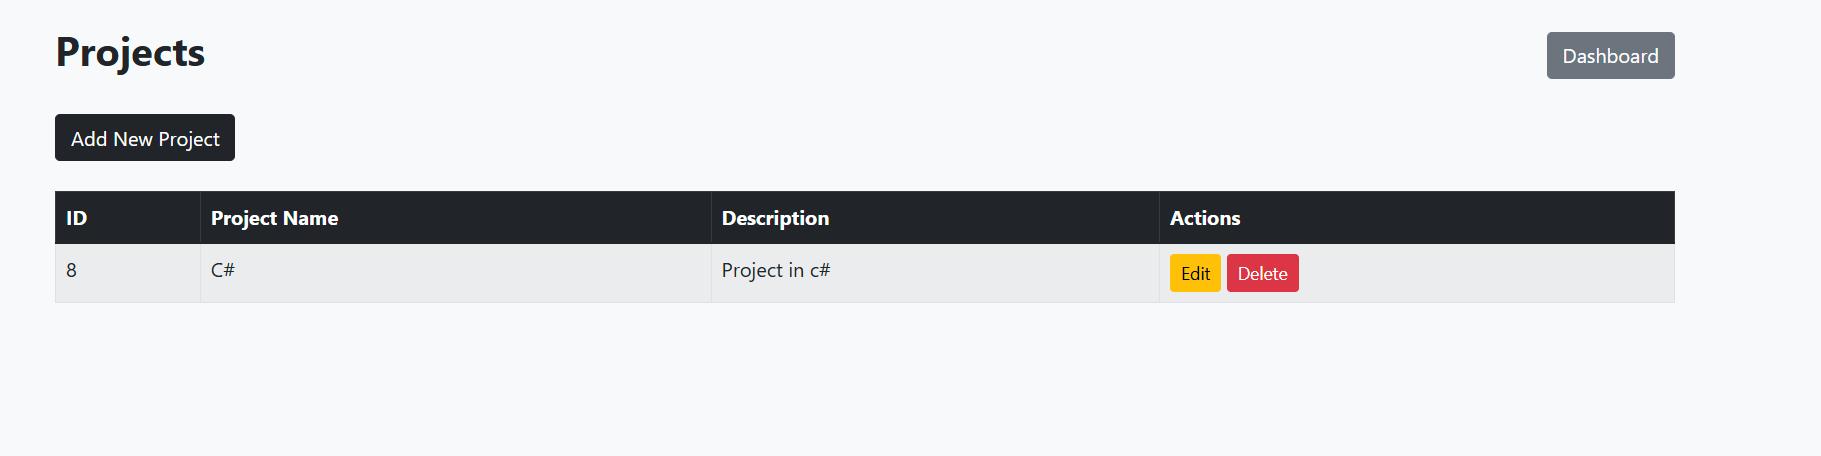 Projects
Dashboard
Add New Project
ID Project Name Description Actions
8 C# Project in c# Edit Delete